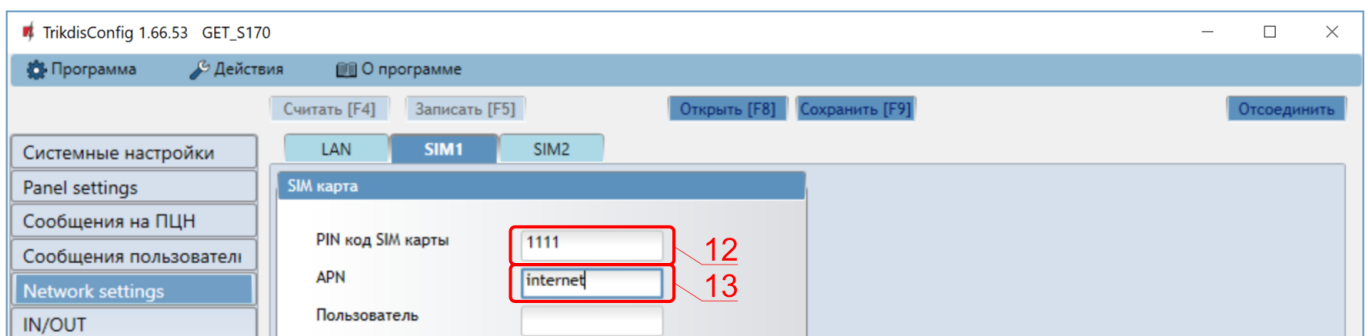 TrikdisConfig 1.66.53 GET_S170
Программа Действия О программе
Считать [F4] Записать [F5] Открыть [F8] Сохранить [F9] Отсоединить
LAN SIM1 SIM2
Системные настройки
Panel settings
Сообщения на ПЦН
Сообщения пользователю
Network settings
IN/OUT
SIM карта
PIN код SIM карты 1111 12
APN internet 13
Пользователь